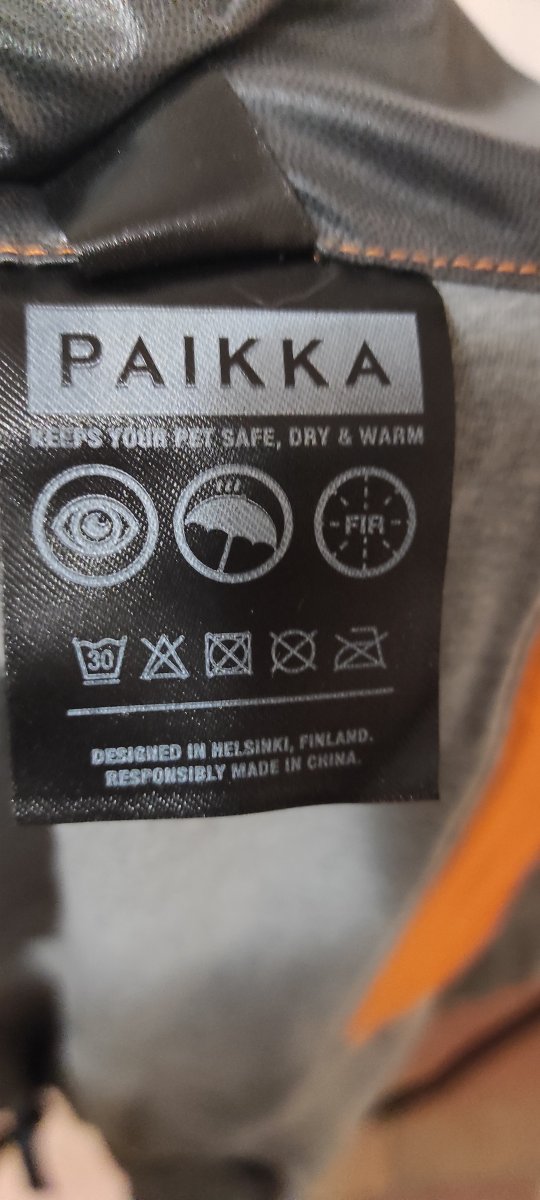 PAIKKA
KEEPS YOUR PET SAFE, DRY & WARM
FIR
30
DESIGNED IN HELSINKI, FINLAND.
RESPONSIBLY MADE IN CHINA.